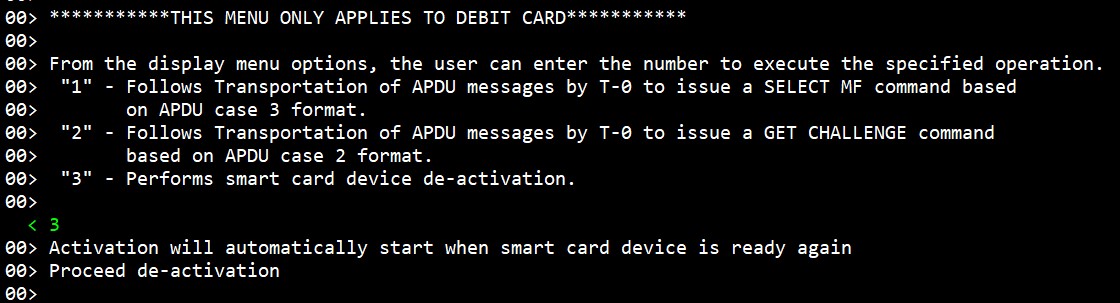 00>
00> ***********THIS MENU ONLY APPLIES TO DEBIT CARD***********
00>
00> From the display menu options, the user can enter the number to execute the specified operation.
00>  "1" - Follows Transportation of APDU messages by T-0 to issue a SELECT MF command based
00>        on APDU case 3 format.
00>  "2" - Follows Transportation of APDU messages by T-0 to issue a GET CHALLENGE command
00>        based on APDU case 2 format.
00>  "3" - Performs smart card device de-activation.
00>
< 3
00> Activation will automatically start when smart card device is ready again
00> Proceed de-activation
00>